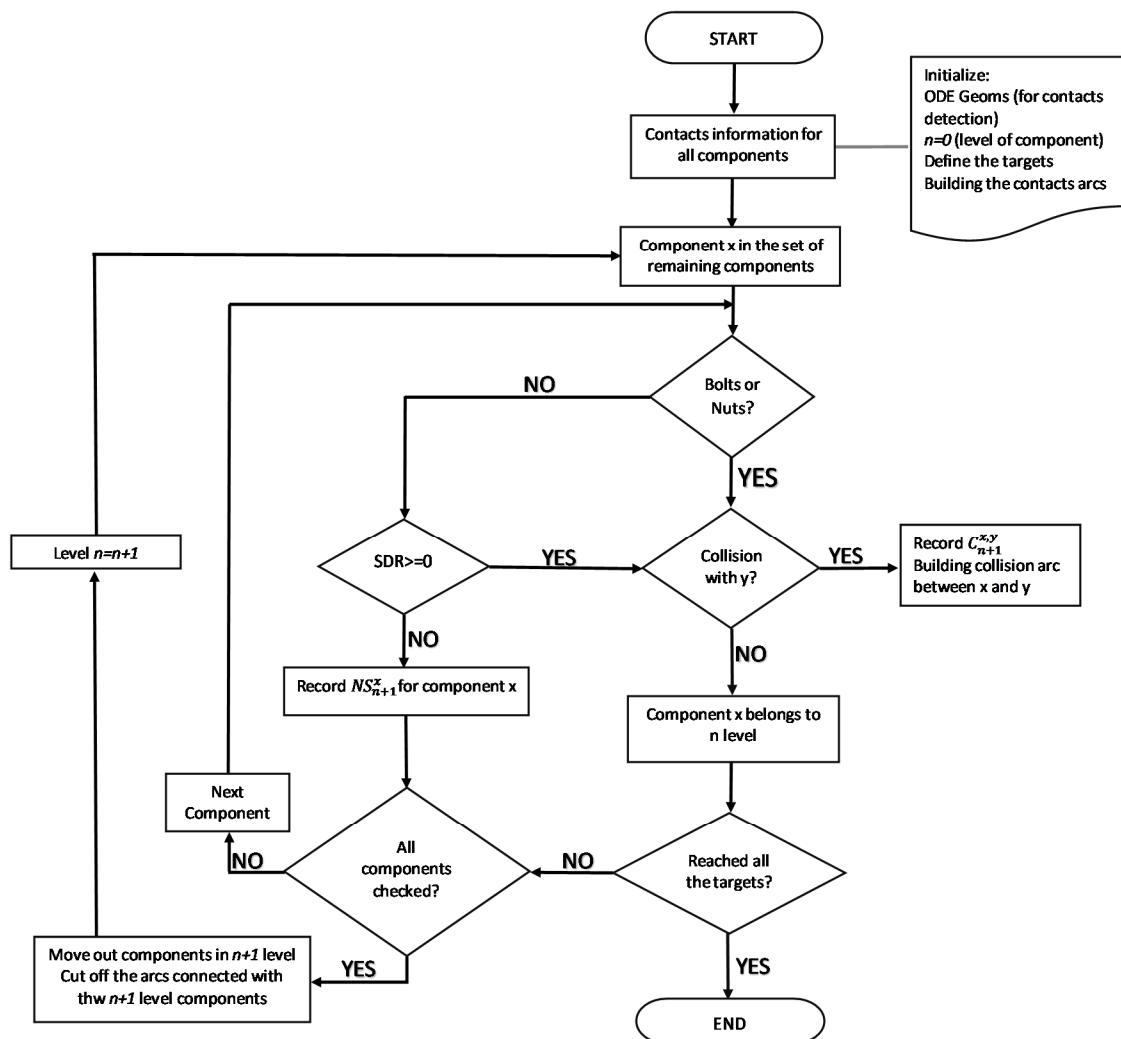 START
Initialize:
ODE Geoms (for contacts
detection)
n=0 (level of component)
Define the targets
Building the contacts arcs
Contacts information for
all components
Component x in the set of
remaining components
Bolts or
Nuts?
NO
YES
Level n=n+1
SDR>=0
YES
Collision
with y?
YES
Record C_{n+1}^{x,y}
Building collision arc
between x and y
NO
NO
Record NS_{n+1}^{x} for component x
Component x belongs to
n level
Next
Component
NO
All
components
checked?
NO
Reached all
the targets?
Move out components in n+1 level
Cut off the arcs connected with
thw n+1 level components
YES
YES
END